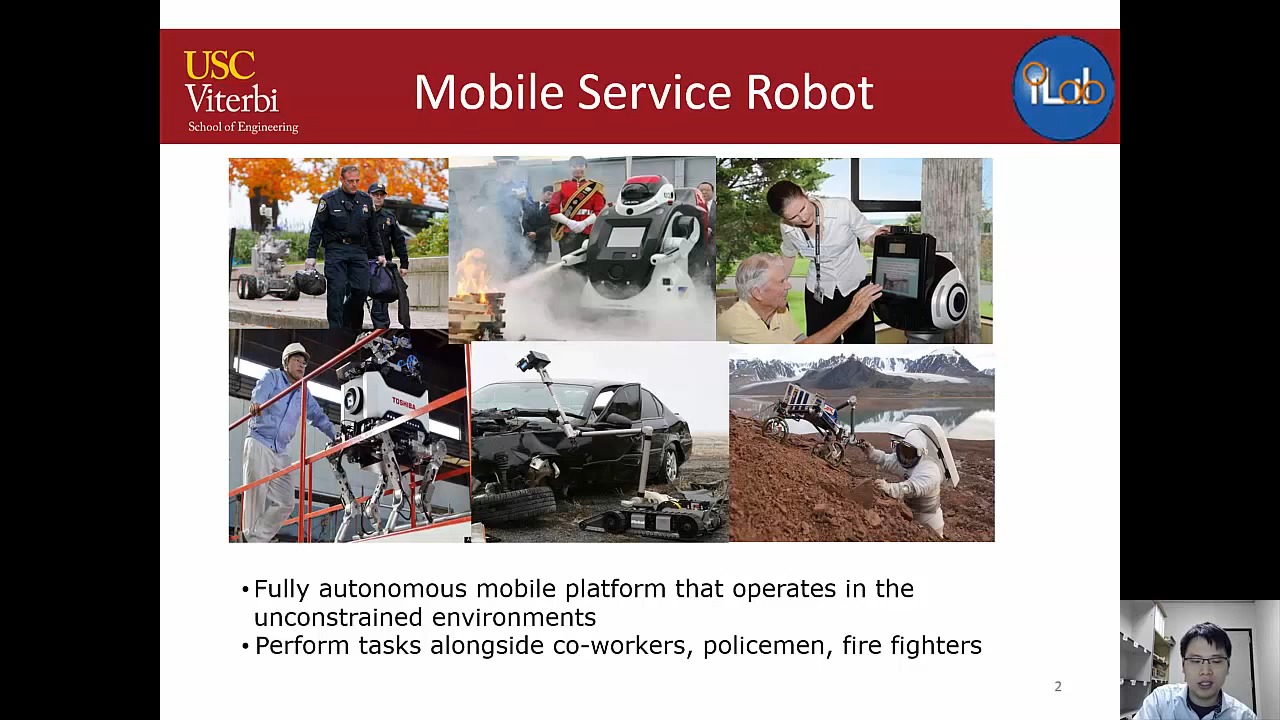 USC
Viterbi
School of Engineering
Mobile Service Robot
iLab
TOSHIBA
• Fully autonomous mobile platform that operates in the
unconstrained environments
• Perform tasks alongside co-workers, policemen, fire fighters
2